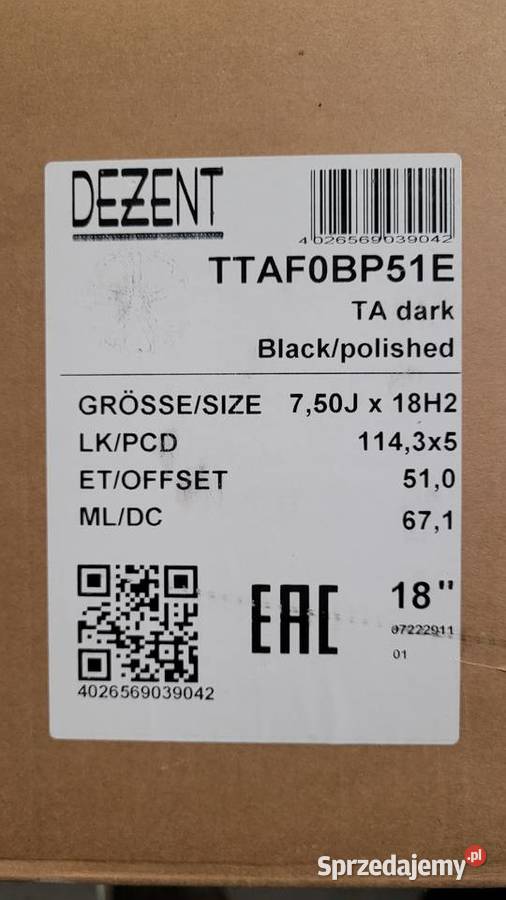 DEZENT
4026569039042
TTAF0BP51E
TA dark
Black/polished
GRÖSSE/SIZE 7,50J x 18H2
LK/PCD 114,3x5
ET/OFFSET 51,0
ML/DC 67,1
EAC
18"
07222911
01
4026569039042
Sprzedajemy.pl